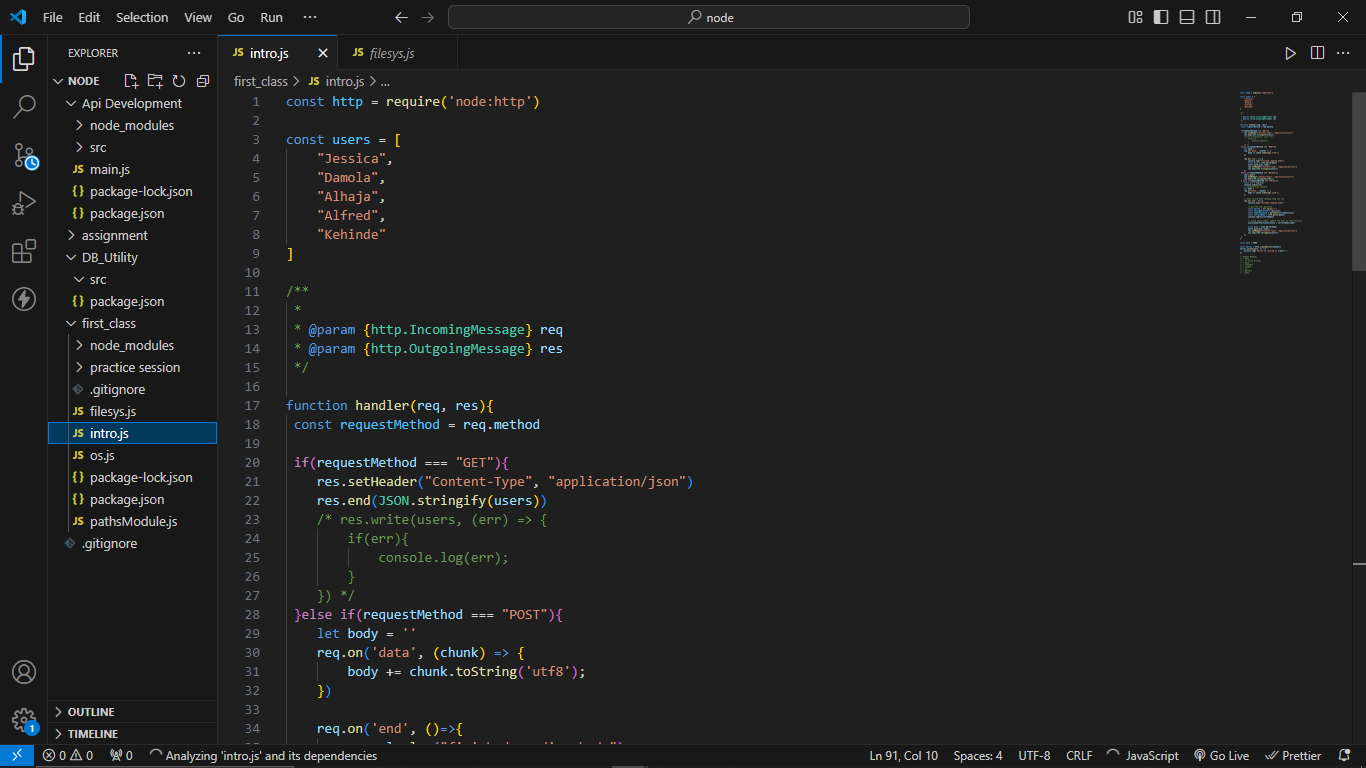 File Edit Selection View Go Run ··· node
EXPLORER ···
NODE
Api Development
node_modules
src
JS main.js
{} package-lock.json
{} package.json
assignment
DB_Utility
src
{} package.json
first_class
node_modules
practice session
.gitignore
JS filesys.js
JS intro.js
JS os.js
{} package-lock.json
{} package.json
JS pathsModule.js
.gitignore
OUTLINE
TIMELINE
1
JS intro.js JS filesys.js
first_class > JS intro.js > ...
1 const http = require('node:http')
2
3 const users = [
4 "Jessica",
5 "Damola",
6 "Alhaja",
7 "Alfred",
8 "Kehinde"
9 ]
10
11 /**
12 *
13 * @param {http.IncomingMessage} req
14 * @param {http.OutgoingMessage} res
15 */
16
17 function handler(req, res){
18 const requestMethod = req.method
19
20 if(requestMethod === "GET"){
21 res.setHeader("Content-Type", "application/json")
22 res.end(JSON.stringify(users))
23 /* res.write(users, (err) => {
24 if(err){
25 console.log(err);
26 }
27 }) */
28 }else if(requestMethod === "POST"){
29 let body = ''
30 req.on('data', (chunk) => {
31 body += chunk.toString('utf8');
32 })
33
34 req.on('end', ()=>{
0 0 0 Analyzing 'intro.js' and its dependencies Ln 91, Col 10 Spaces: 4 UTF-8 CRLF JavaScript Go Live Prettier